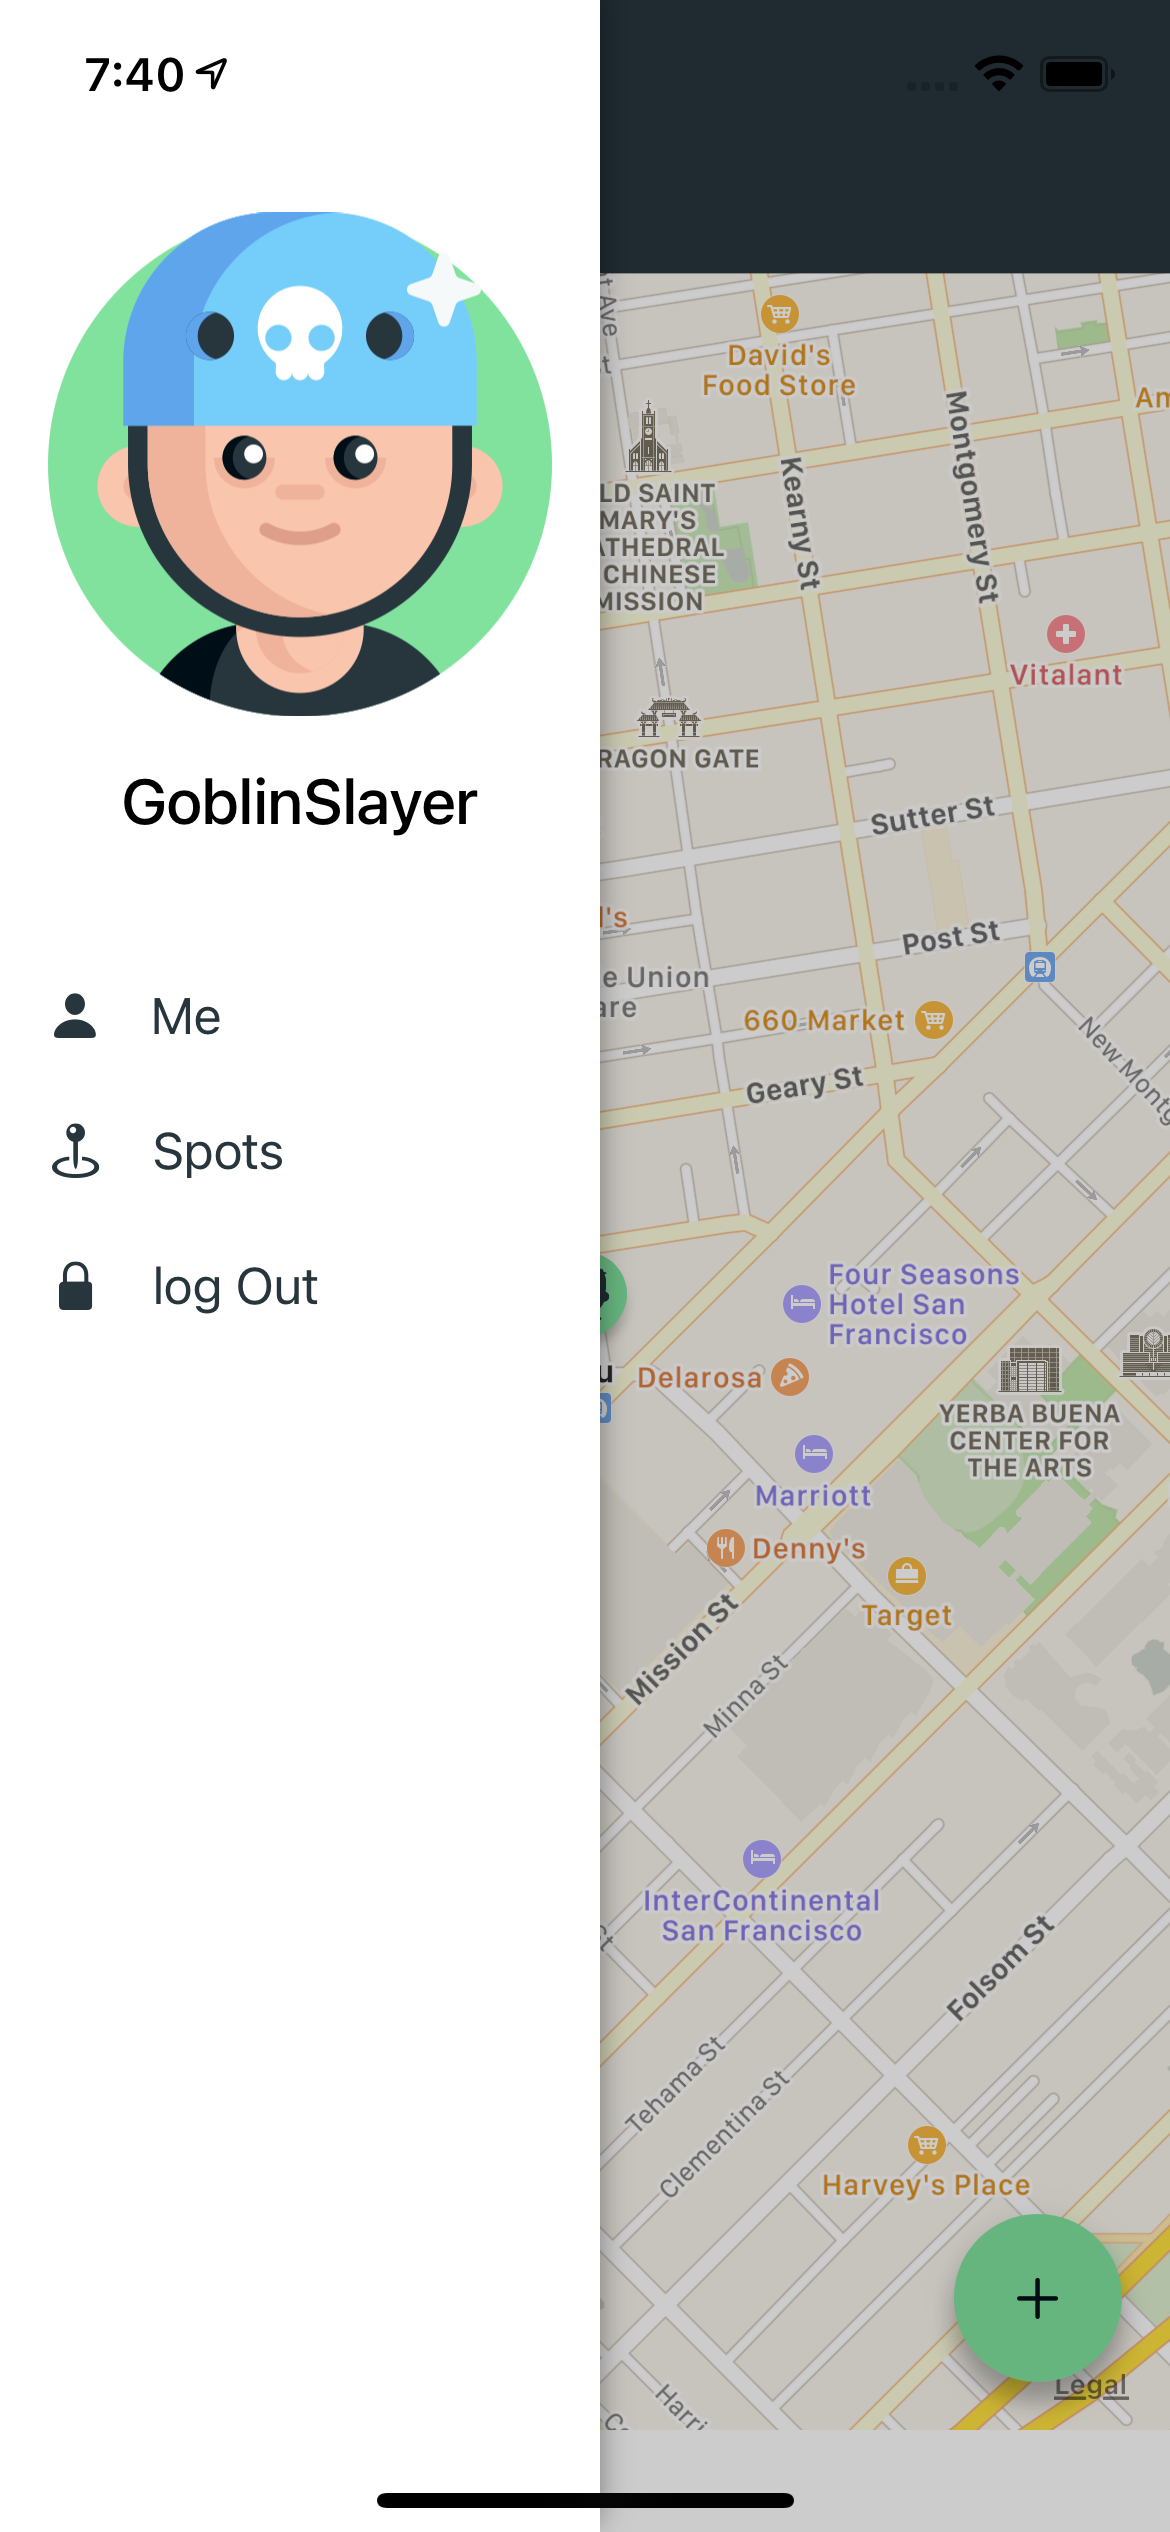 7:40
GoblinSlayer
Me
Spots
log Out
David's
Food Store
Montgomery St
Kearny St
LD SAINT
MARY'S
ATHEDRAL
CHINESE
MISSION
Vitalant
RAGON GATE
Sutter St
Post St
l's
e Union
are
660 Market
New Montg
Geary St
Four Seasons
Hotel San
Francisco
Delarosa
YERBA BUENA
CENTER FOR
THE ARTS
Marriott
Denny's
Target
Mission St
Minna St
InterContinental
San Francisco
Folsom St
Tehama St
Clementina St
Harvey's Place
Legal
Harri